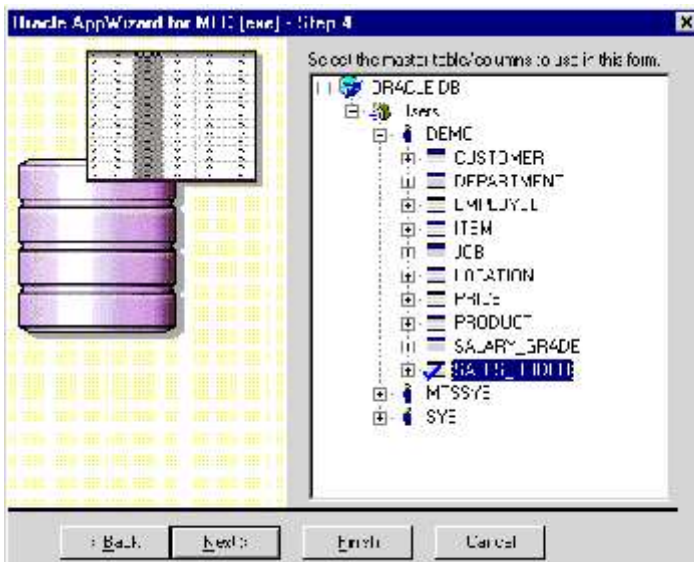 Oracle AppWizard for MFC (exe) - Step 4
Select the master table/columns to use in this form.
ORACLE DB
Users
DEMO
CUSTOMER
DEPARTMENT
EMPLOYEE
ITEM
JOB
LOCATION
PRICE
PRODUCT
SALARY_GRADE
SALES_ORDER
MTSSYS
SYS
< Back
Next >
Finish
Cancel